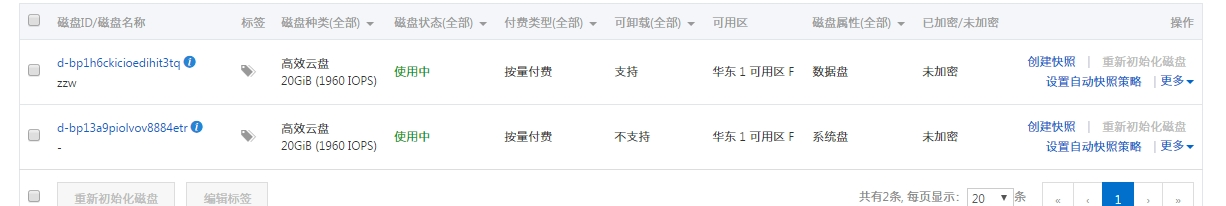 磁盘ID/磁盘名称 标签 磁盘种类(全部) 磁盘状态(全部) 付费类型(全部) 可卸载(全部) 可用区 磁盘属性(全部) 已加密/未加密 操作
d-bp1h6ckicioedihit3tq 高效云盘 使用中 按量付费 支持 华东 1 可用区 F 数据盘 未加密 创建快照 | 重新初始化磁盘
zzw 20GiB (1960 IOPS) 设置自动快照策略 | 更多
d-bp13a9piolvov8884etr 高效云盘 使用中 按量付费 不支持 华东 1 可用区 F 系统盘 未加密 创建快照 | 重新初始化磁盘
- 20GiB (1960 IOPS) 设置自动快照策略 | 更多
重新初始化磁盘 编辑标签 共有2条, 每页显示: 20 条 « ‹ 1 › »